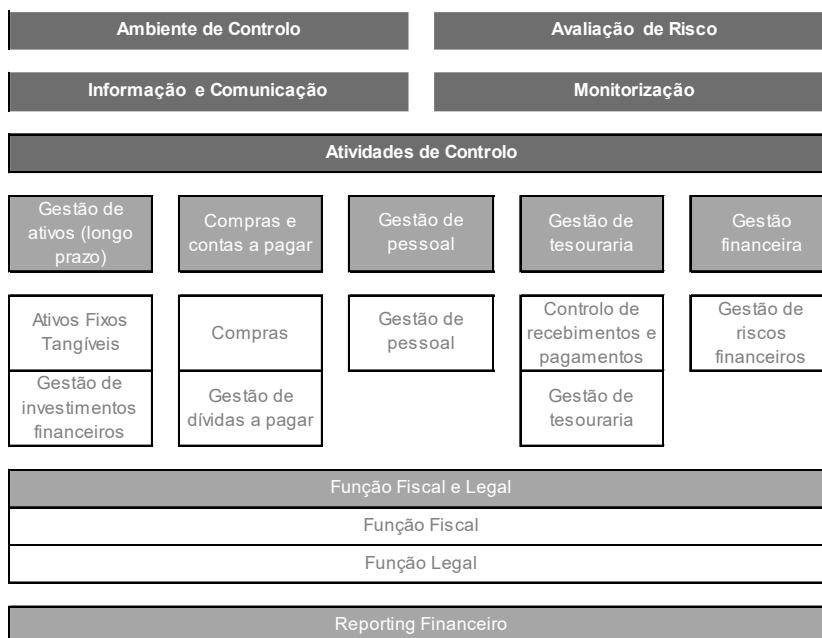 Ambiente de Controlo
Avaliação de Risco
Informação e Comunicação
Monitorização
Atividades de Controlo
Gestão de
ativos (longo
prazo)
Compras e
contas a pagar
Gestão de
pessoal
Gestão de
tesouraria
Gestão
financeira
Ativos Fixos
Tangíveis
Compras
Gestão de
pessoal
Controlo de
recebimentos e
pagamentos
Gestão de
riscos
financeiros
Gestão de
investimentos
financeiros
Gestão de
dívidas a pagar
Gestão de
tesouraria
Função Fiscal e Legal
Função Fiscal
Função Legal
Reporting Financeiro